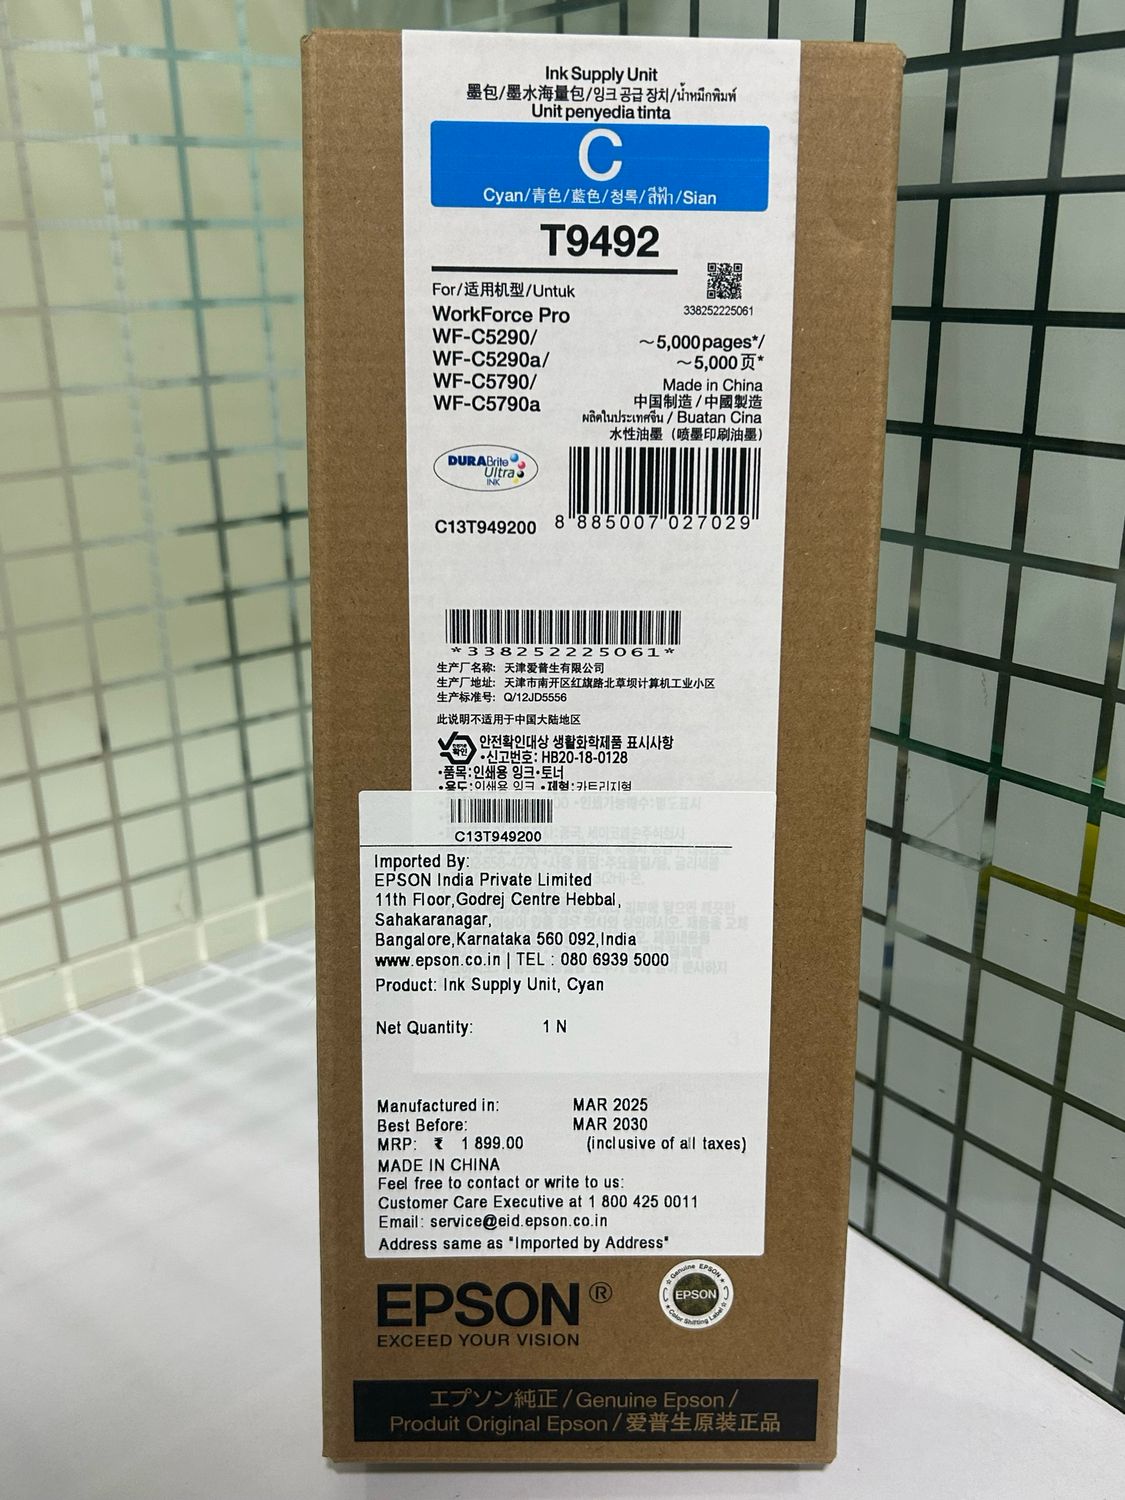 Ink Supply Unit
墨包/墨水海量包/잉크 공급 장치/น้ำหมึกพิมพ์
Unit penyedia tinta
C
Cyan/青色/藍色/청록/สีฟ้า/Sian
T9492
For/适用机型/Untuk
338252225061
WorkForce Pro
WF-C5290/
WF-C5290a/
WF-C5790/
WF-C5790a
～5,000pages*/
～5,000页*
Made in China
中国制造/中國製造
ผลิตในประเทศจีน / Buatan Cina
水性油墨（喷墨印刷油墨）
DURABrite
Ultra
INK
C13T949200
8 885007 027029
*338252225061*
生产厂名称: 天津爱普生有限公司
生产厂地址: 天津市南开区红旗路北草坝计算机工业小区
生产标准号: Q/12JD5556
此说明不适用于中国大陆地区
안전확인대상 생활화학제품 표시사항
확인
•신고번호: HB20-18-0128
•품목:인쇄용 잉크•토너
•용도:인쇄용 잉크 •제형:카트리지형
C13T949200
Imported By:
EPSON India Private Limited
11th Floor,Godrej Centre Hebbal,
Sahakaranagar,
Bangalore,Karnataka 560 092,India
www.epson.co.in | TEL : 080 6939 5000
Product: Ink Supply Unit, Cyan
Net Quantity: 1 N
Manufactured in: MAR 2025
Best Before: MAR 2030
MRP: ₹ 1 899.00 (inclusive of all taxes)
MADE IN CHINA
Feel free to contact or write to us:
Customer Care Executive at 1 800 425 0011
Email: service@eid.epson.co.in
Address same as "Imported by Address"
EPSON®
EXCEED YOUR VISION
Genuine EPSON
EPSON
Color Shifting Label
エプソン純正/Genuine Epson/
Produit Original Epson/爱普生原装正品